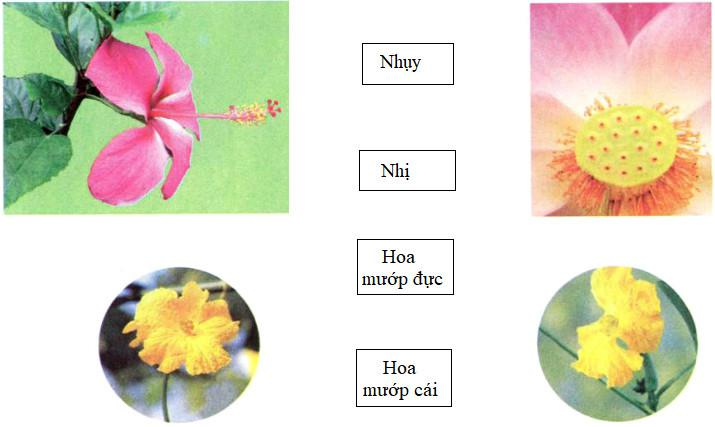 Nhụy
Nhị
Hoa
mướp đực
Hoa
mướp cái